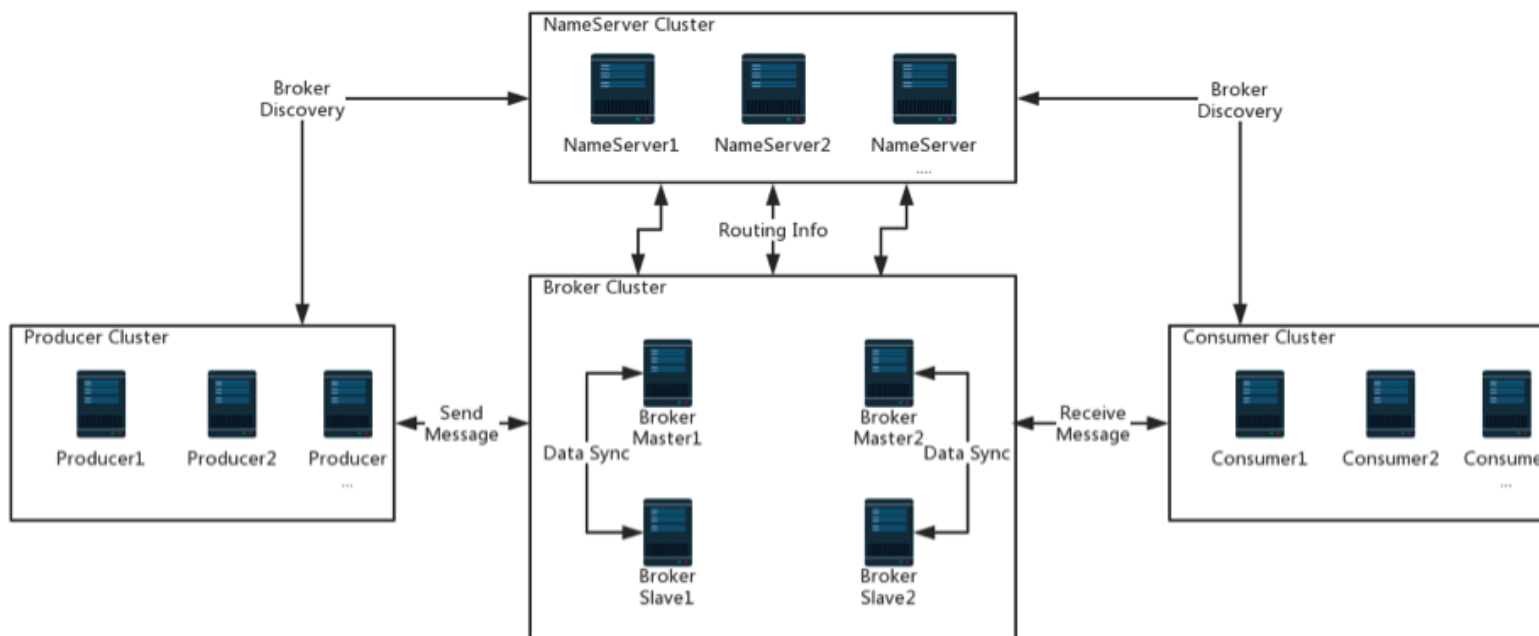 NameServer Cluster
NameServer1
NameServer2
NameServer
....
Broker
Discovery
Broker
Discovery
Routing Info
Broker Cluster
Producer Cluster
Producer1
Producer2
Producer
...
Send
Message
Broker
Master1
Broker
Master2
Data Sync
Data Sync
Broker
Slave1
Broker
Slave2
Receive
Message
Consumer Cluster
Consumer1
Consumer2
Consume
...